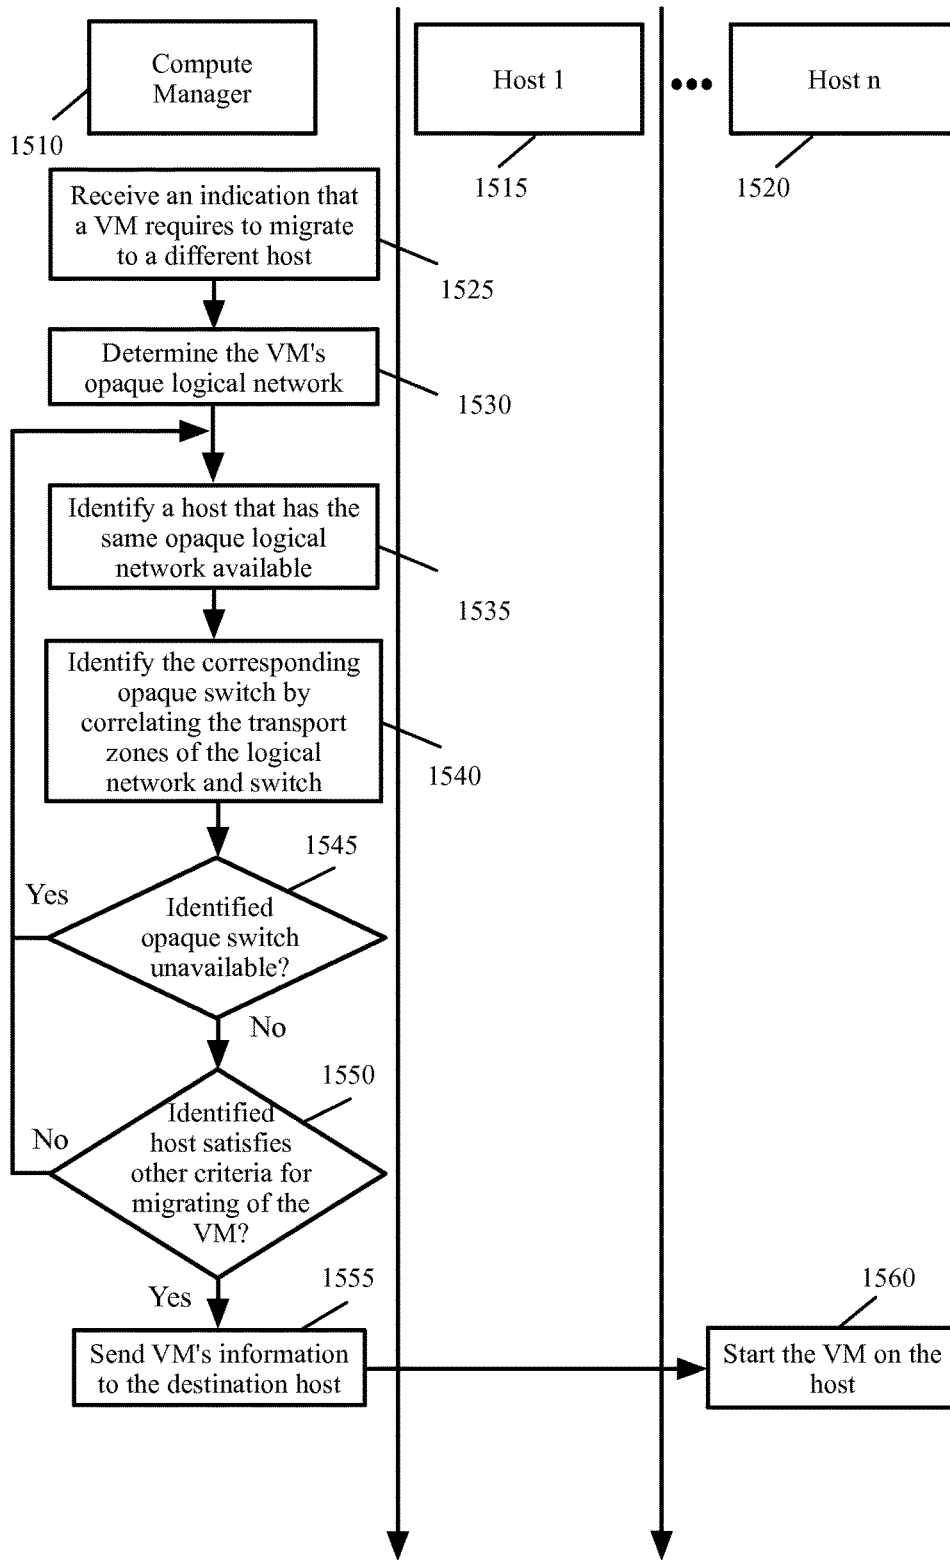 Compute
Manager
Host 1
Host n
1510
1515
1520
Receive an indication that
a VM requires to migrate
to a different host
1525
Determine the VM's
opaque logical network
1530
Identify a host that has the
same opaque logical
network available
1535
Identify the corresponding
opaque switch by
correlating the transport
zones of the logical
network and switch
1540
1545
Yes
Identified
opaque switch
unavailable?
No
1550
No
Identified
host satisfies
other criteria for
migrating of the
VM?
Yes
1555
1560
Send VM's information
to the destination host
Start the VM on the
host